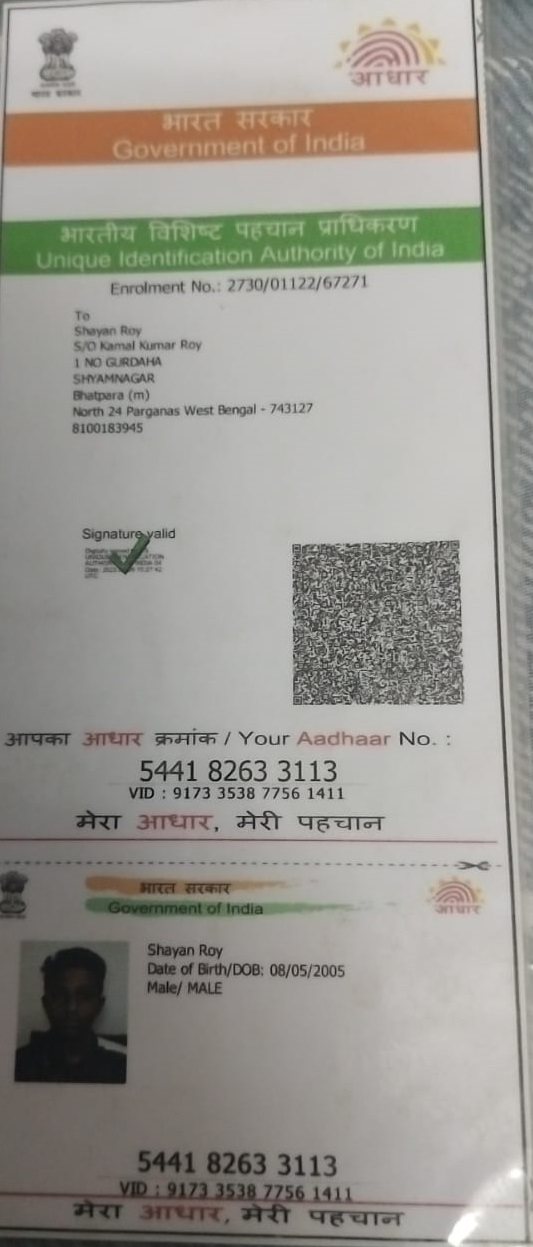 भारत सरकार
आधार
भारत सरकार
Government of India
भारतीय विशिष्ट पहचान प्राधिकरण
Unique Identification Authority of India
Enrolment No.: 2730/01122/67271
To
Shayan Roy
S/O Kamal Kumar Roy
1 NO GURDAHA
SHYAMNAGAR
Bhatpara (m)
North 24 Parganas West Bengal - 743127
8100183945
Signature valid
आपका आधार क्रमांक / Your Aadhaar No. :
5441 8263 3113
VID : 9173 3538 7756 1411
मेरा आधार, मेरी पहचान
भारत सरकार
Government of India
आधार
Shayan Roy
Date of Birth/DOB: 08/05/2005
Male/ MALE
5441 8263 3113
VID : 9173 3538 7756 1411
मेरा आधार, मेरी पहचान